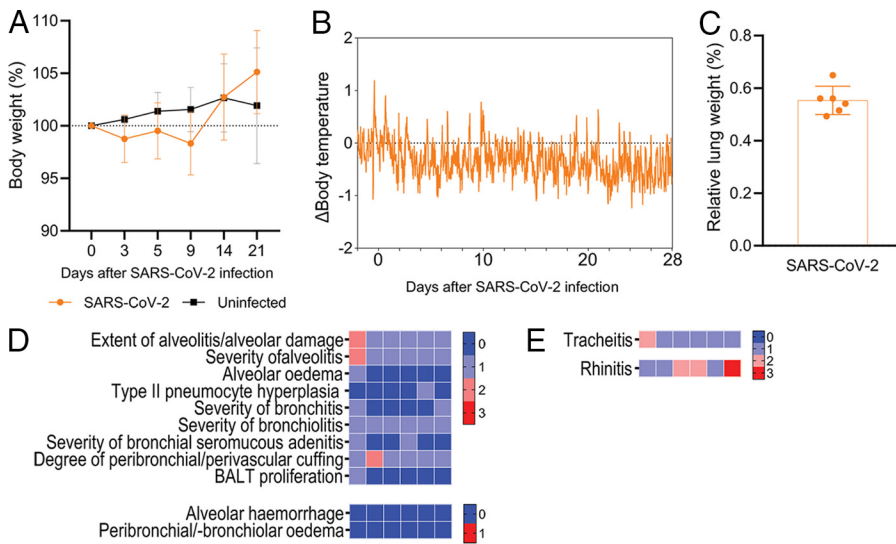 A
Body weight (%)
110
105
100
95
90
0 3 5 9 14 21
Days after SARS-CoV-2 infection
SARS-CoV-2 Uninfected
B
ΔBody temperature
2
1
0
-1
-2
0 10 20 28
Days after SARS-CoV-2 infection
C
Relative lung weight (%)
0.8
0.6
0.4
0.2
0.0
SARS-CoV-2
D
Extent of alveolitis/alveolar damage
Severity ofalveolitis
Alveolar oedema
Type II pneumocyte hyperplasia
Severity of bronchitis
Severity of bronchiolitis
Severity of bronchial seromucous adenitis
Degree of peribronchial/perivascular cuffing
BALT proliferation
0
1
2
3
Alveolar haemorrhage
Peribronchial/-bronchiolar oedema
0
1
E
Tracheitis
Rhinitis
0
1
2
3